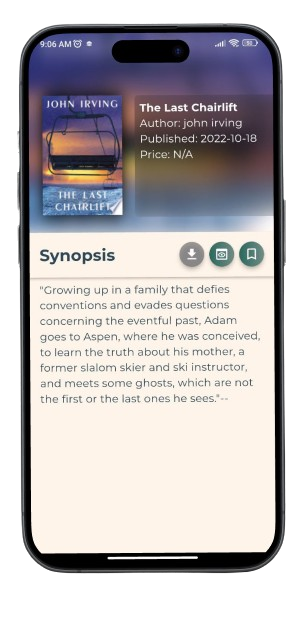 9:06 AM
JOHN IRVING
THE LAST
CHAIRLIFT
The Last Chairlift
Author: john irving
Published: 2022-10-18
Price: N/A
Synopsis
"Growing up in a family that defies
conventions and evades questions
concerning the eventful past, Adam
goes to Aspen, where he was conceived,
to learn the truth about his mother, a
former slalom skier and ski instructor,
and meets some ghosts, which are not
the first or the last ones he sees."--